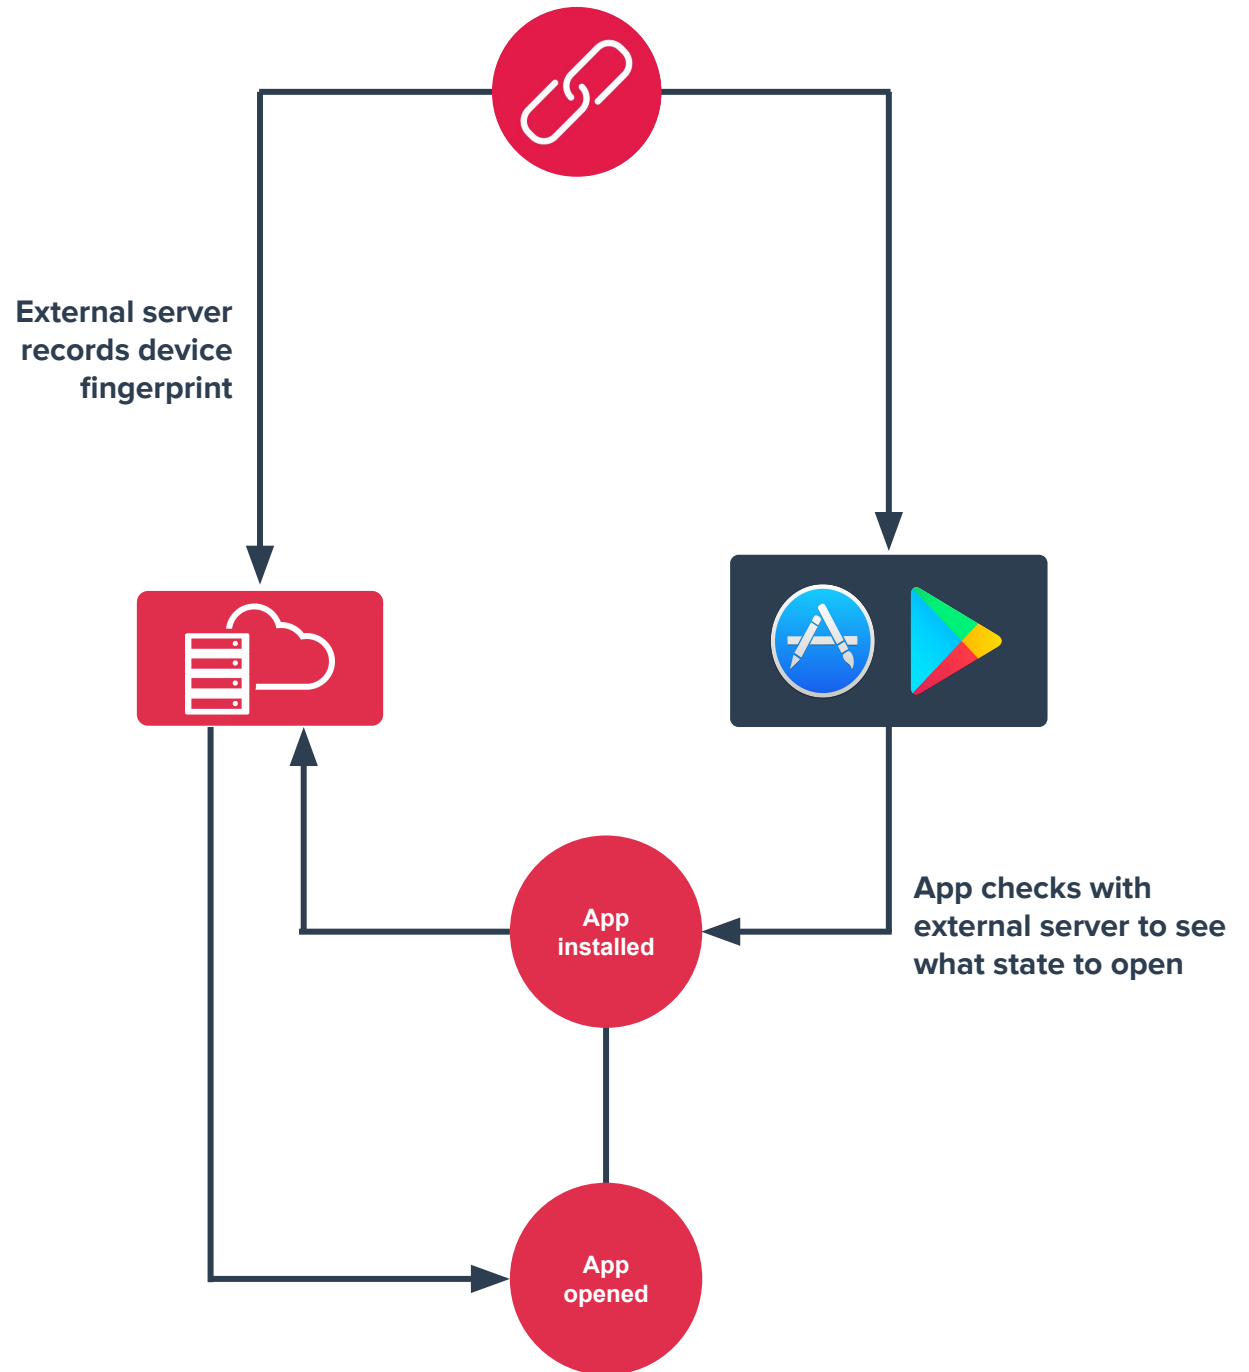 External server
records device
fingerprint
App
installed
App checks with
external server to see
what state to open
App
opened